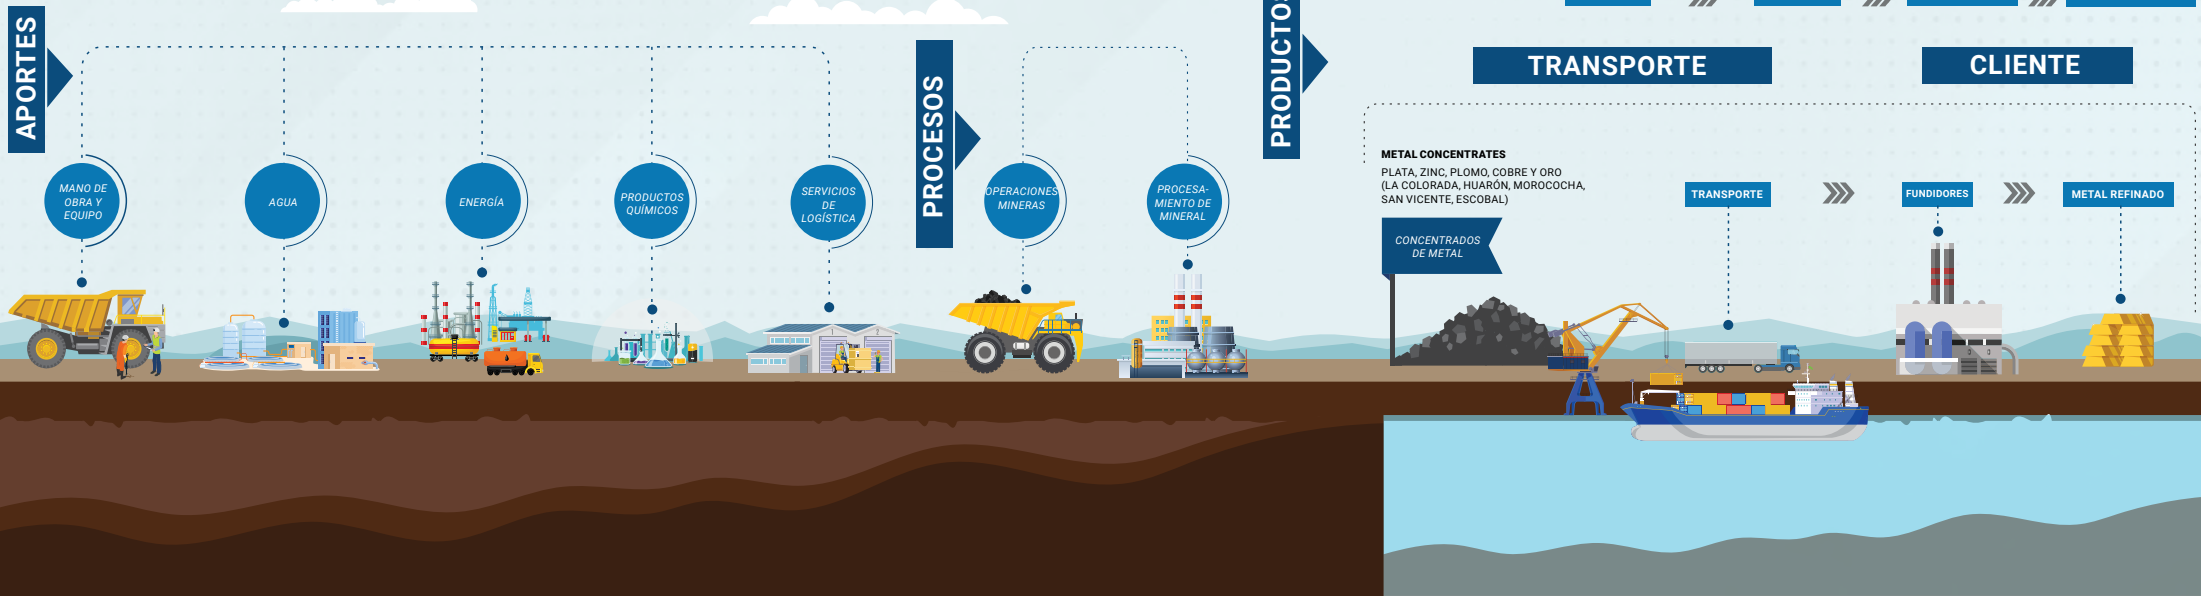 APORTES
MANO DE
OBRA Y
EQUIPO
AGUA
ENERGÍA
PRODUCTOS
QUÍMICOS
SERVICIOS
DE
LOGÍSTICA
PROCESOS
OPERACIONES
MINERAS
PROCESA-
MIENTO DE
MINERAL
PRODUCTOS
TRANSPORTE
CLIENTE
METAL CONCENTRATES
PLATA, ZINC, PLOMO, COBRE Y ORO
(LA COLORADA, HUARÓN, MOROCOCHA,
SAN VICENTE, ESCOBAL)
CONCENTRADOS
DE METAL
TRANSPORTE
FUNDIDORES
METAL REFINADO